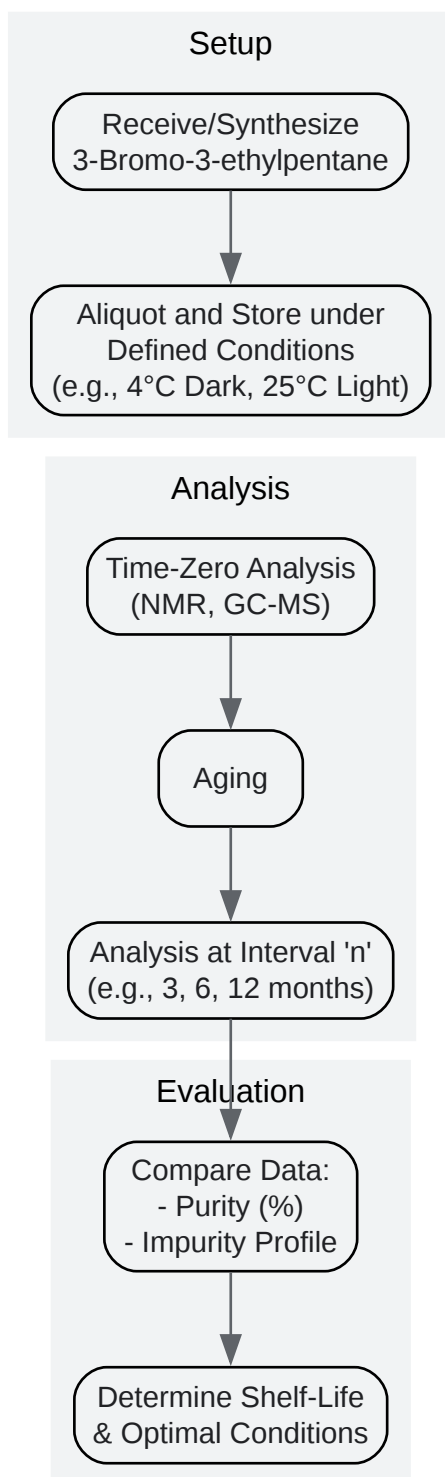 Setup
Receive/Synthesize
3-Bromo-3-ethylpentane
Aliquot and Store under
Defined Conditions
(e.g., 4°C Dark, 25°C Light)
Analysis
Time-Zero Analysis
(NMR, GC-MS)
Aging
Analysis at Interval 'n'
(e.g., 3, 6, 12 months)
Evaluation
Compare Data:
- Purity (%)
- Impurity Profile
Determine Shelf-Life
& Optimal Conditions